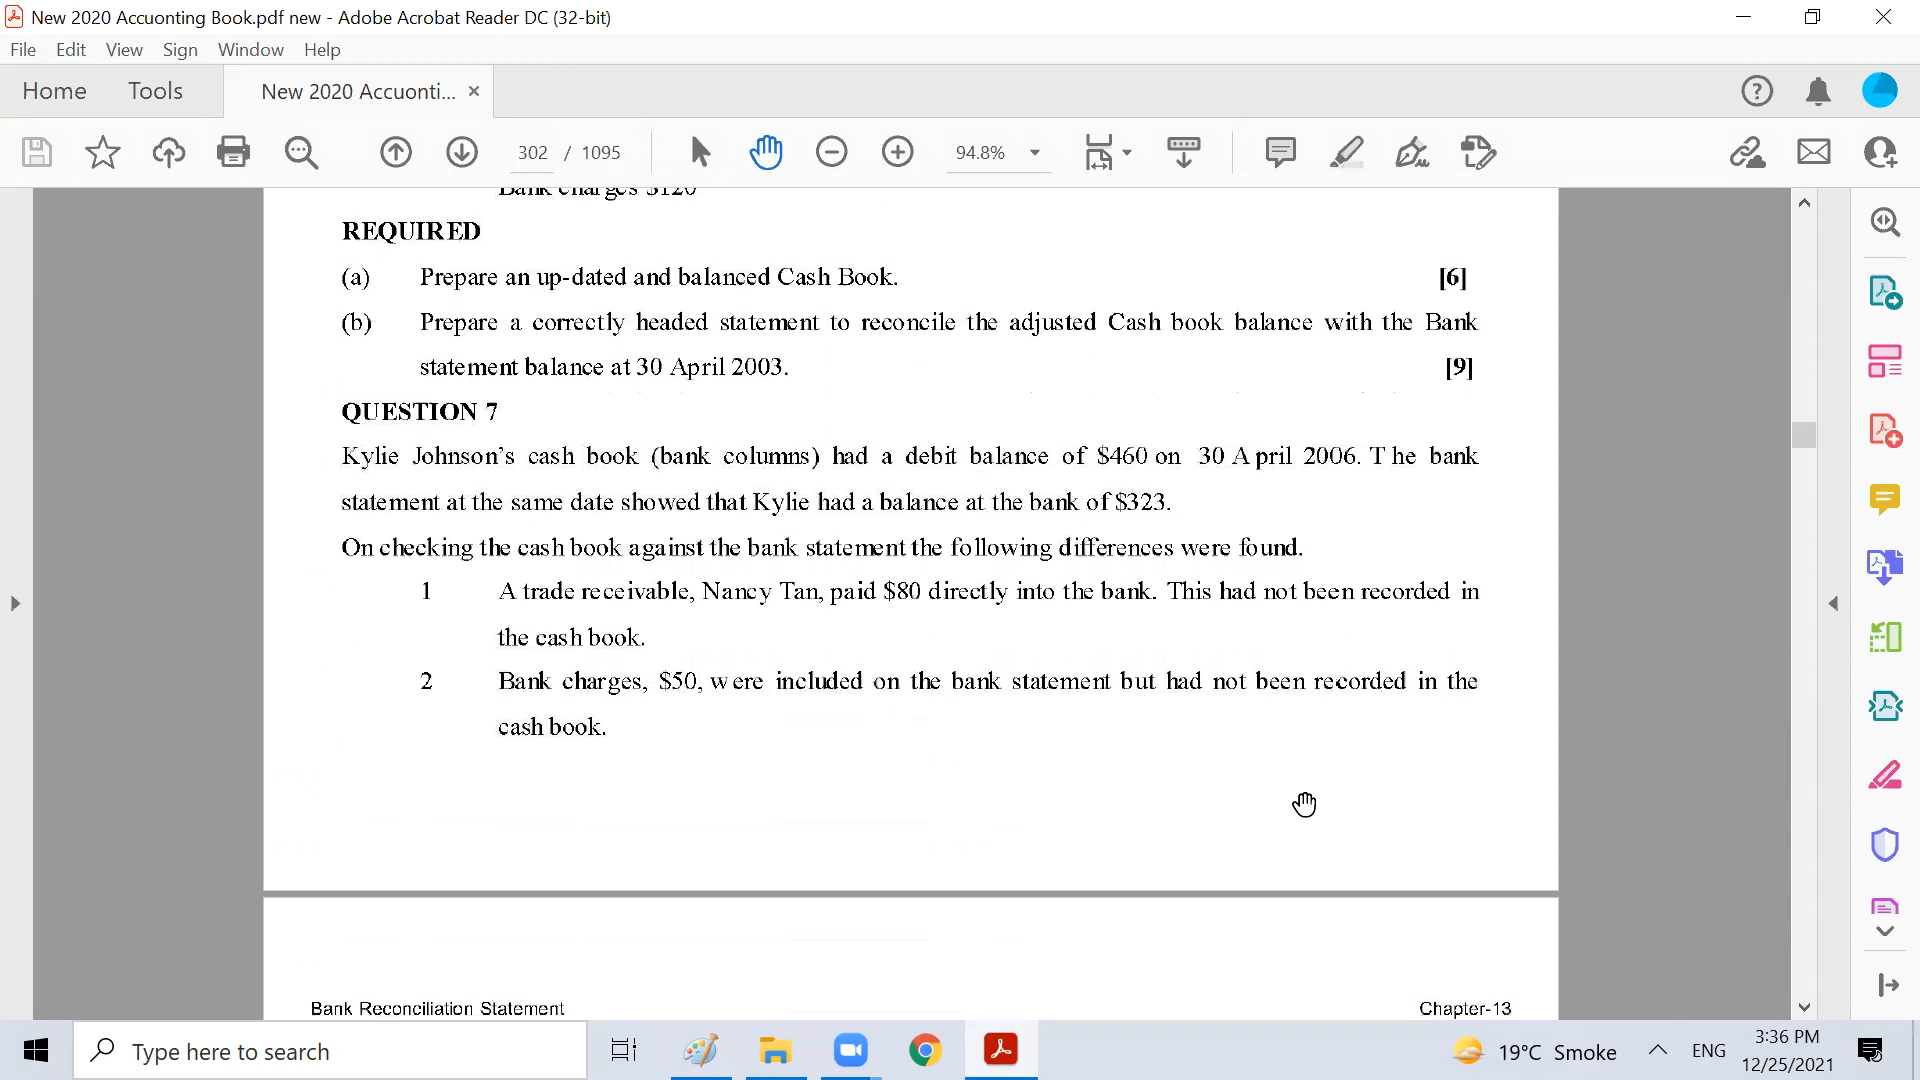 New 2020 Accuonting Book.pdf new - Adobe Acrobat Reader DC (32-bit)
File Edit View Sign Window Help
Home Tools New 2020 Accuonti... ×
302 / 1095 94.8%
Bank charges $120
REQUIRED
(a) Prepare an up-dated and balanced Cash Book. [6]
(b) Prepare a correctly headed statement to reconcile the adjusted Cash book balance with the Bank
statement balance at 30 April 2003. [9]
QUESTION 7
Kylie Johnson's cash book (bank columns) had a debit balance of $460 on 30 April 2006. The bank
statement at the same date showed that Kylie had a balance at the bank of $323.
On checking the cash book against the bank statement the following differences were found.
1 A trade receivable, Nancy Tan, paid $80 directly into the bank. This had not been recorded in
the cash book.
2 Bank charges, $50, were included on the bank statement but had not been recorded in the
cash book.
Bank Reconciliation Statement Chapter-13
Type here to search
19°C Smoke ENG 3:36 PM
12/25/2021